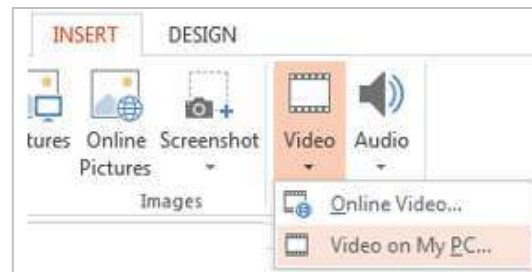 INSERT DESIGN
tures Online Pictures Screenshot Video Audio
Images
Online Video...
Video on My PC...